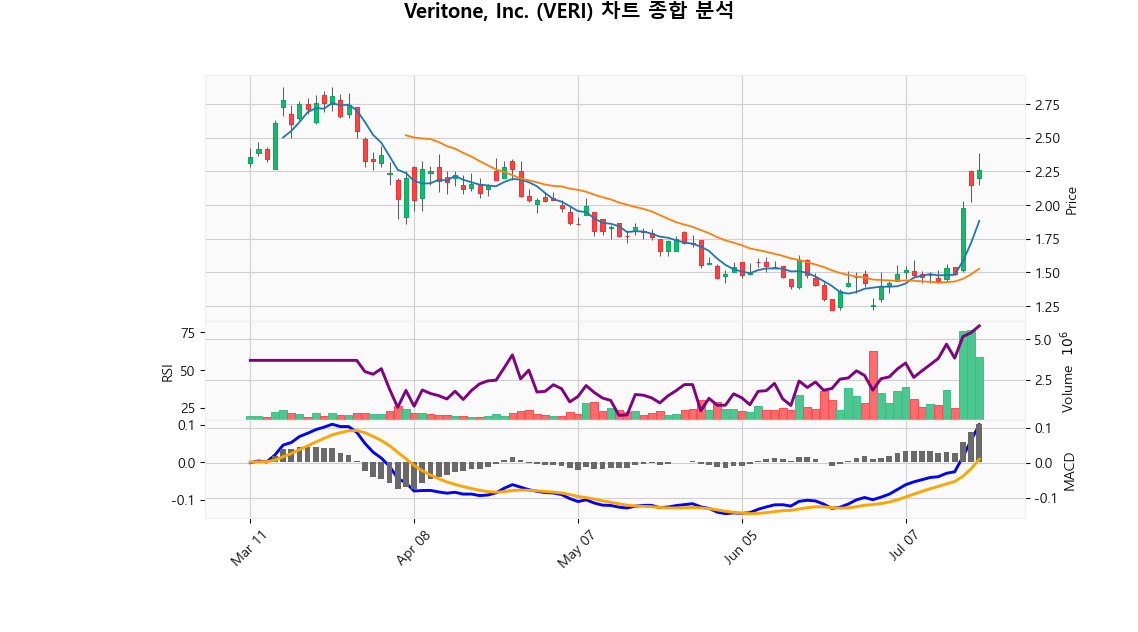 Veritone, Inc. (VERI) 차트 종합 분석
2.75
2.50
2.25
2.00
1.75
1.50
1.25
Price
75
50
25
RSI
5.0
2.5
Volume 10⁶
0.1
0.0
-0.1
0.1
0.0
-0.1
MACD
Mar 11
Apr 08
May 07
Jun 05
Jul 07